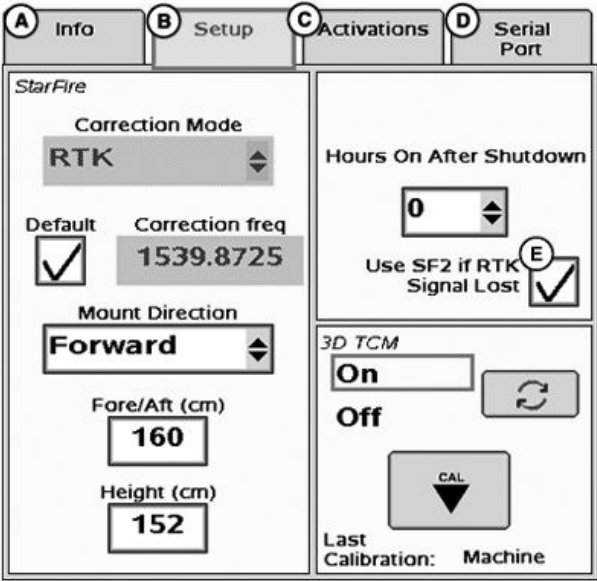 A Info
B Setup
C Activations
D Serial
Port
StarFire
Correction Mode
RTK
Default
Correction freq
1539.8725
Mount Direction
Forward
Fore/Aft (cm)
160
Height (cm)
152
Hours On After Shutdown
0
Use SF2 if RTK
Signal Lost
E
3D TCM
On
Off
CAL
Last
Calibration: Machine